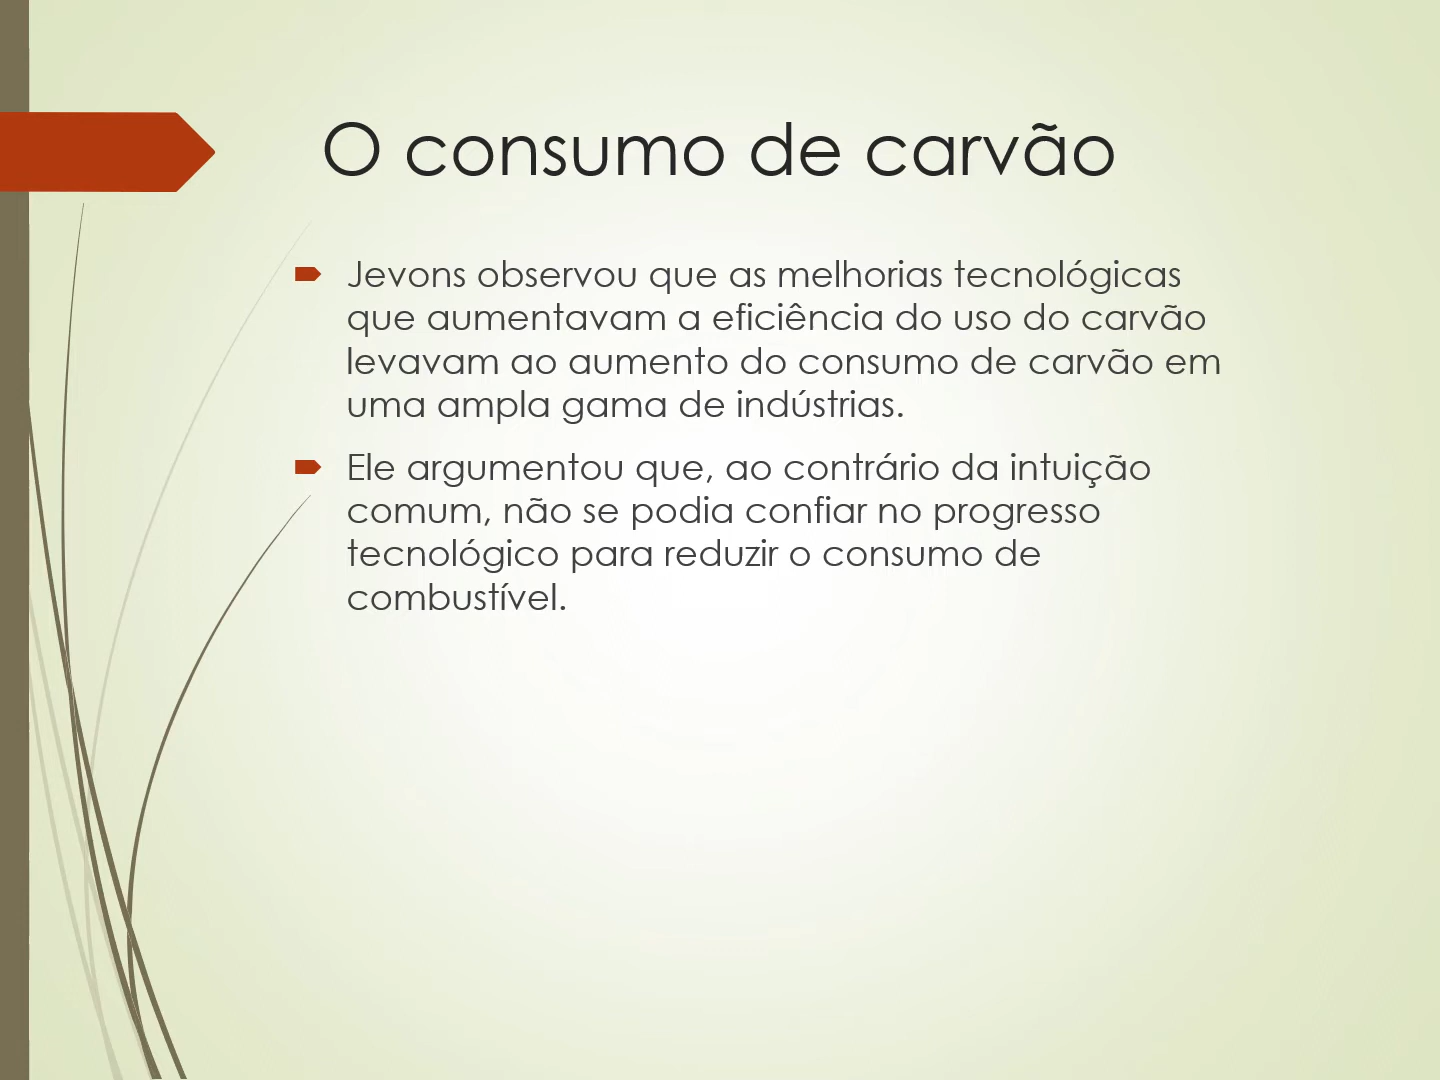 O consumo de carvão
Jevons observou que as melhorias tecnológicas
que aumentavam a eficiência do uso do carvão
levavam ao aumento do consumo de carvão em
uma ampla gama de indústrias.
Ele argumentou que, ao contrário da intuição
comum, não se podia confiar no progresso
tecnológico para reduzir o consumo de
combustível.